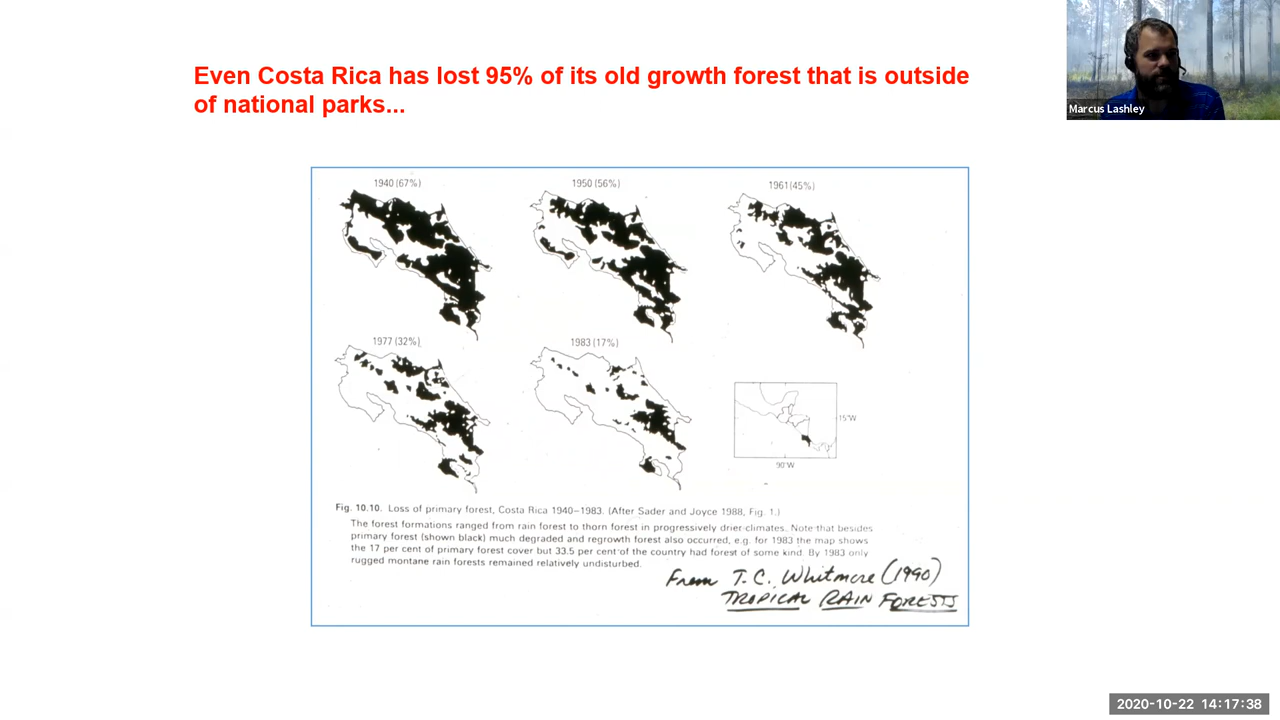 Even Costa Rica has lost 95% of its old growth forest that is outside
of national parks...
Marcus Lashley
1940 (67%)
1950 (56%)
1961 (45%)
1977 (32%)
1983 (17%)
15°W
90°W
Fig. 10.10. Loss of primary forest, Costa Rica 1940–1983. (After Sader and Joyce 1988, Fig. 1.)
The forest formations ranged from rain forest to thorn forest in progressively drier climates. Note that besides
primary forest (shown black) much degraded and regrowth forest also occurred, e.g. for 1983 the map shows
the 17 per cent of primary forest cover but 33.5 per cent of the country had forest of some kind. By 1983 only
rugged montane rain forests remained relatively undisturbed.
From T. C. Whitmore (1990)
TROPICAL RAIN FORESTS
2020-10-22 14:17:38